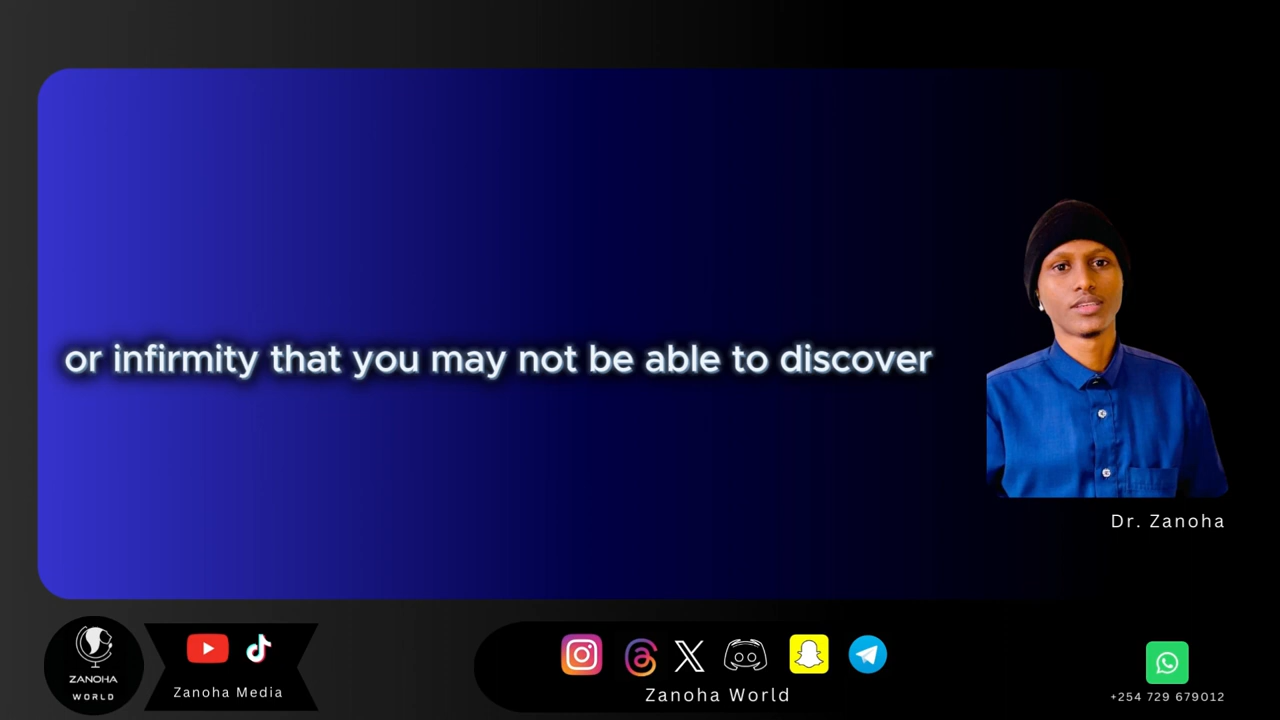 or infirmity that you may not be able to discover
Dr. Zanoha
ZANOHA
WORLD
Zanoha Media
Zanoha World
+254 729 679012